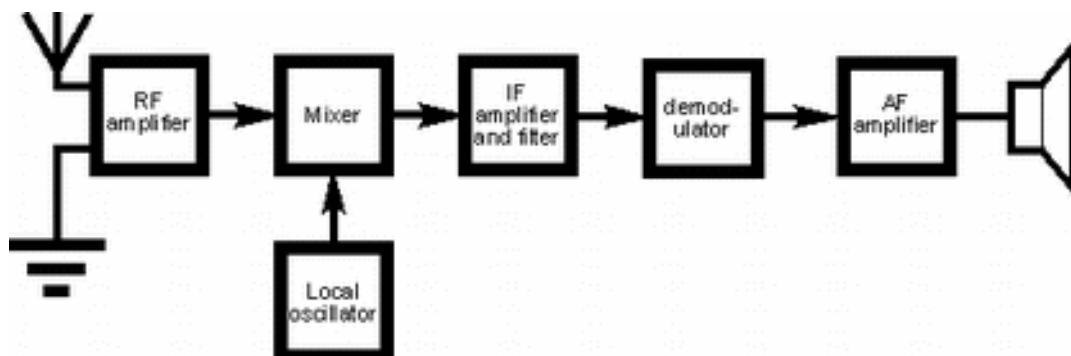 RF
amplifier
Mixer
IF
amplifier
and filter
demod-
ulator
AF
amplifier
Local
oscillator